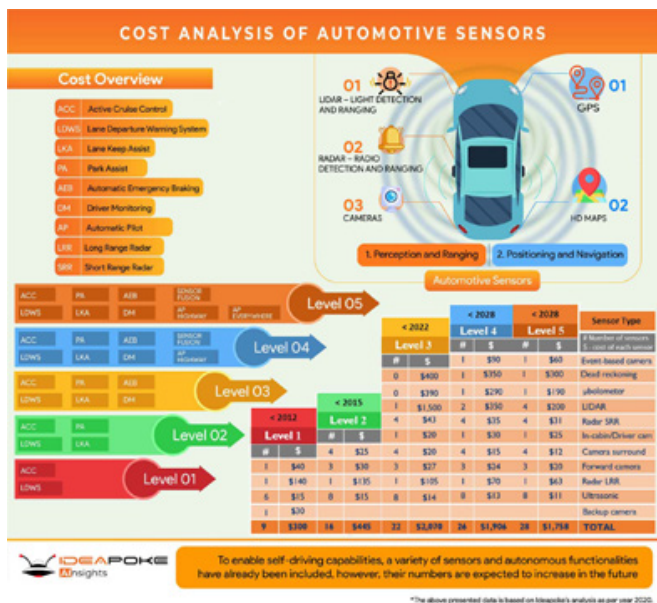 COST ANALYSIS OF AUTOMOTIVE SENSORS
Cost Overview
ACC Active Cruise Control
LDWS Lane Departure Warning System
LKA Lane Keep Assist
PA Park Assist
AEB Automatic Emergency Braking
DM Driver Monitoring
AP Automatic Pilot
LRR Long Range Radar
SRR Short Range Radar
01
LIDAR – LIGHT DETECTION
AND RANGING
02
RADAR – RADIO
DETECTION AND RANGING
03
CAMERAS
01
GPS
02
HD MAPS
1. Perception and Ranging
2. Positioning and Navigation
Automotive Sensors
ACC PA AEB SENSOR FUSION
LDWS LKA DM AP HIGHWAY AP EVERYWHERE
Level 05
ACC PA AEB SENSOR FUSION
LDWS LKA DM AP HIGHWAY
Level 04
ACC PA AEB
LDWS LKA DM
Level 03
ACC PA
LDWS LKA
Level 02
ACC
LDWS
Level 01
< 2012 < 2015 < 2022 < 2028 < 2028 Sensor Type
Level 1 Level 2 Level 3 Level 4 Level 5 # Number of sensors
$ - cost of each sensor
# $ 1 $90 1 $60 Event-based camera
0 $400 1 $350 1 $300 Dead reckoning
0 $390 1 $290 1 $190 μbolometer
1 $1,500 2 $350 4 $200 LIDAR
4 $43 4 $35 4 $31 Radar SRR
# $ 1 $20 1 $30 1 $25 In-cabin/Driver cam
# $ 4 $25 4 $20 4 $15 4 $12 Camera surround
1 $40 3 $30 3 $27 3 $24 3 $20 Forward camera
1 $140 1 $135 1 $105 1 $70 1 $63 Radar LRR
6 $15 8 $15 8 $14 8 $13 8 $11 Ultrasonic
1 $30 Backup camera
9 $300 16 $445 22 $2,070 26 $1,906 28 $1,758 TOTAL
IDEAPOKE
AInsights
To enable self-driving capabilities, a variety of sensors and autonomous functionalities
have already been included, however, their numbers are expected to increase in the future
*The above presented data is based on Ideapoke's analysis as per year 2020.